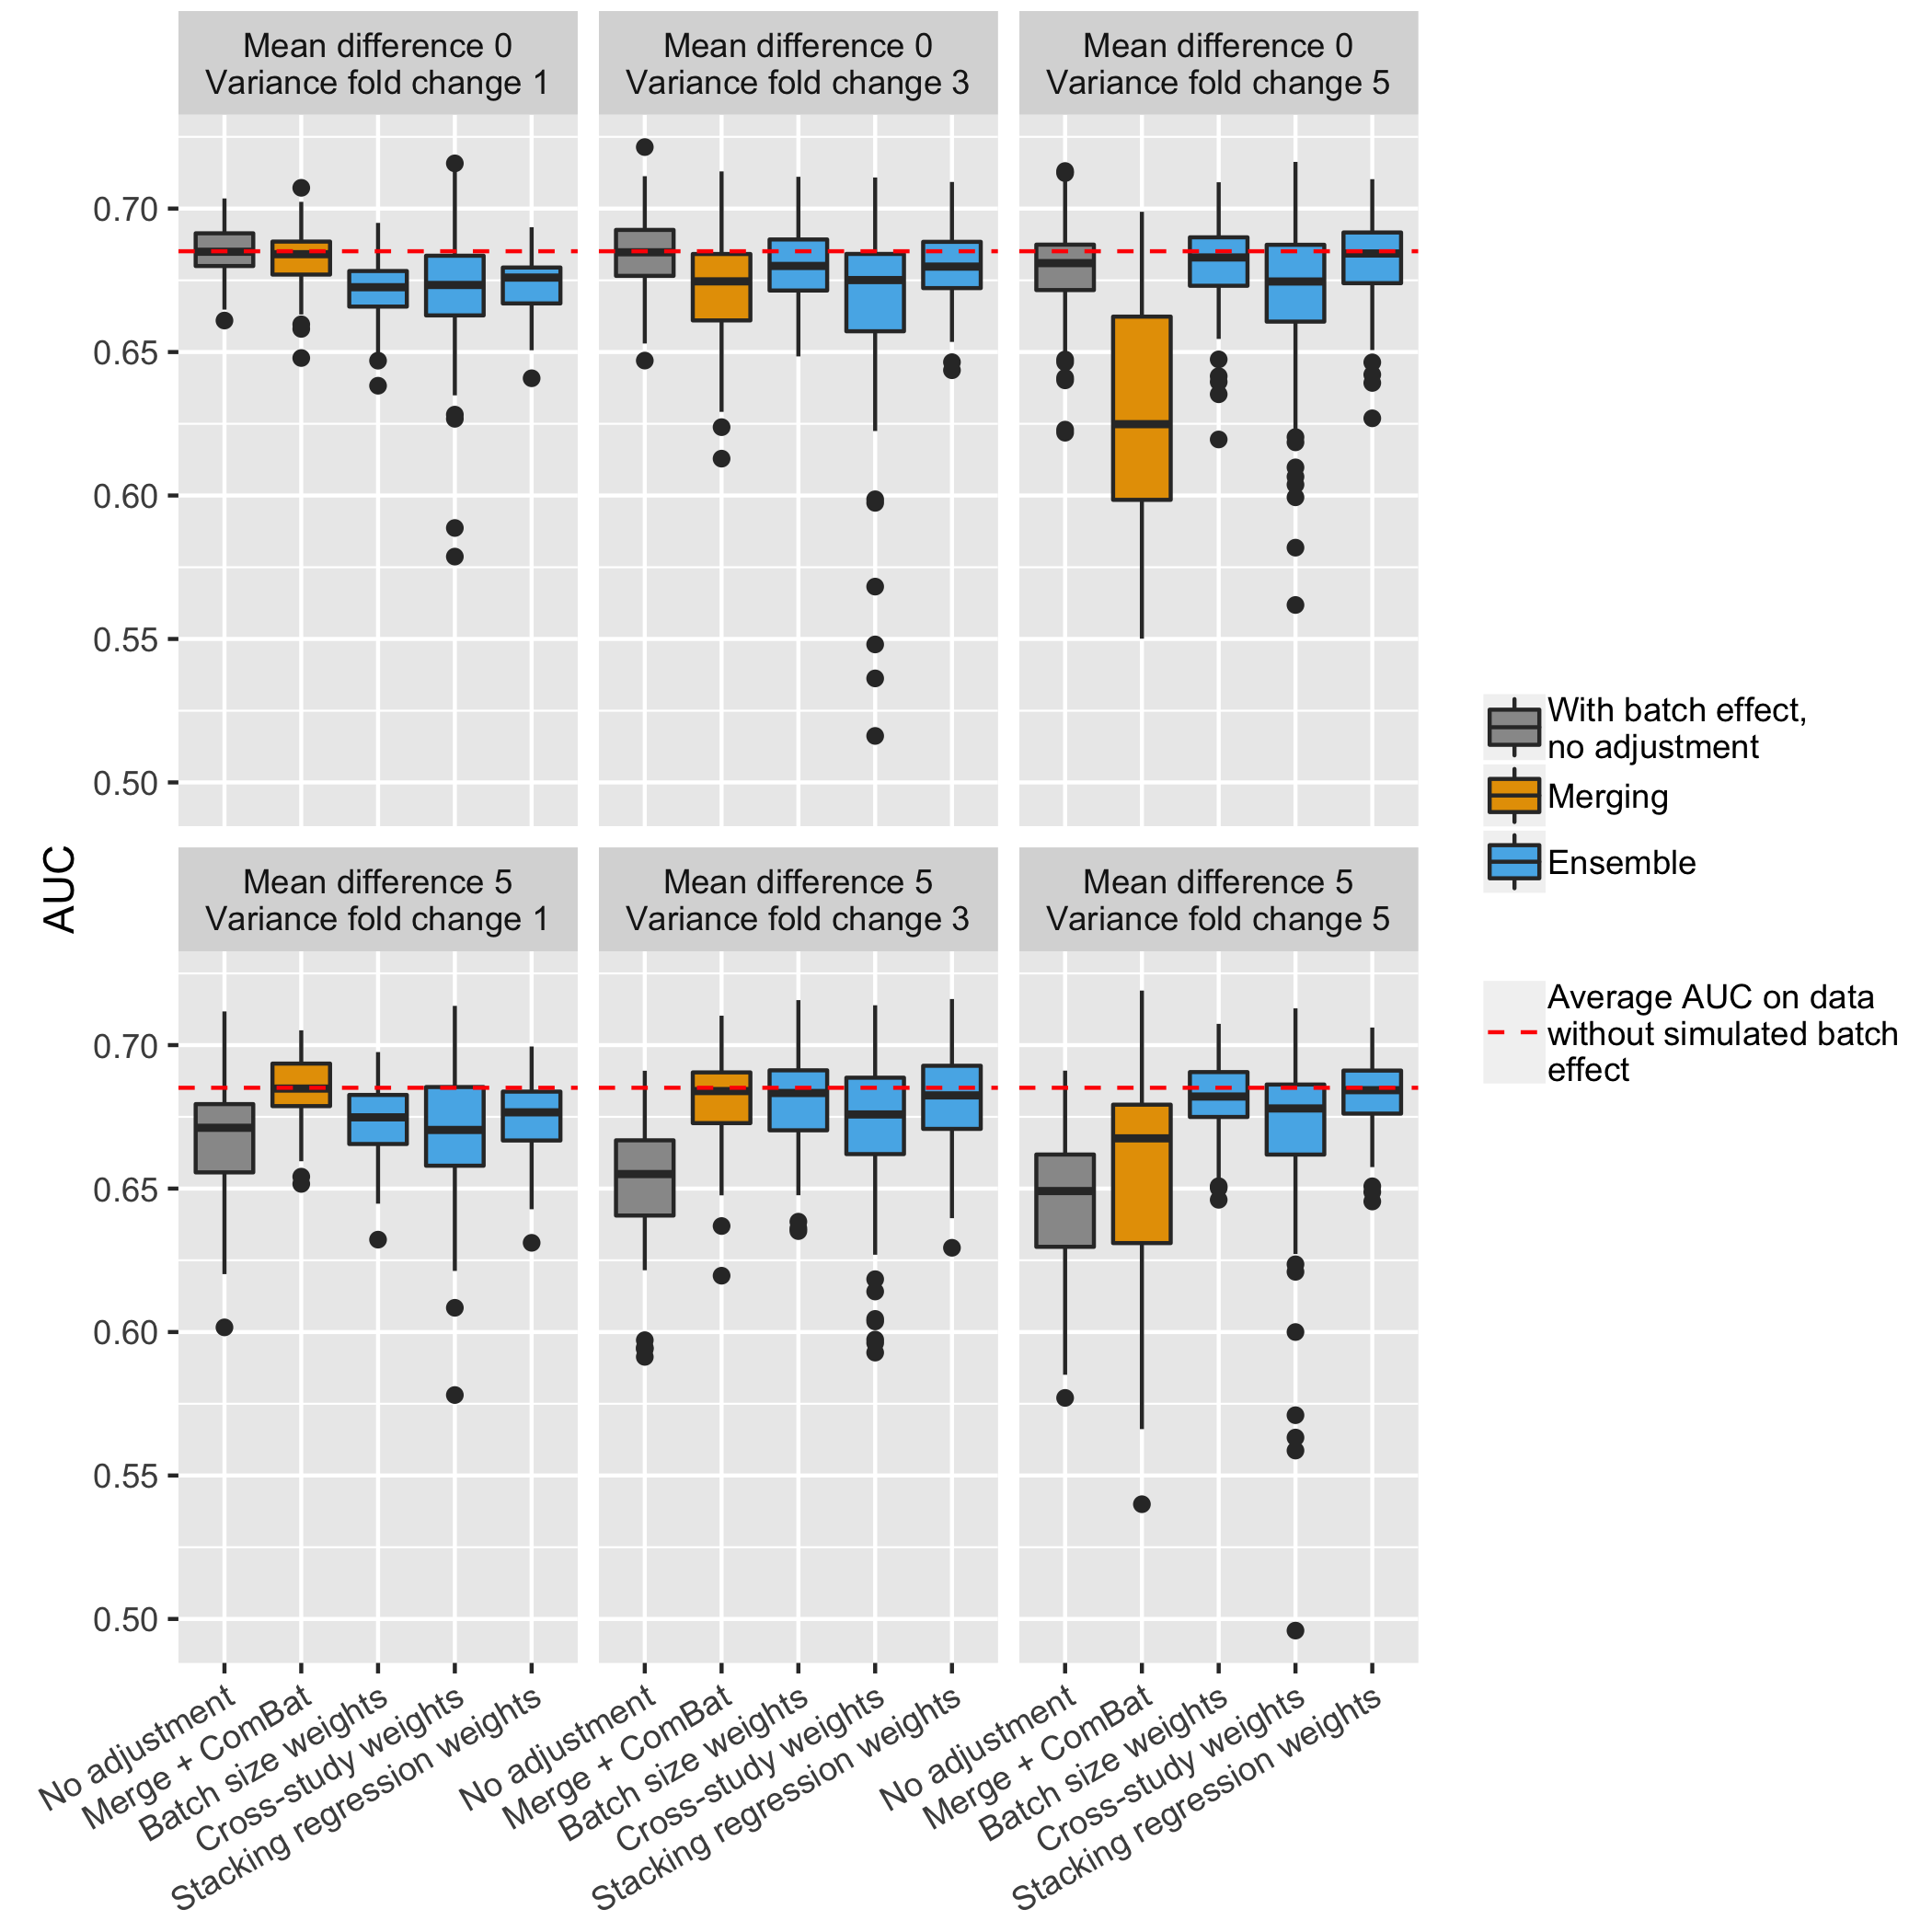 Mean difference 0
Variance fold change 1
Mean difference 0
Variance fold change 3
Mean difference 0
Variance fold change 5
0.70
0.65
0.60
0.55
0.50
AUC
Mean difference 5
Variance fold change 1
Mean difference 5
Variance fold change 3
Mean difference 5
Variance fold change 5
0.70
0.65
0.60
0.55
0.50
No adjustment
Merge + ComBat
Batch size weights
Cross-study weights
Stacking regression weights
No adjustment
Merge + ComBat
Batch size weights
Cross-study weights
Stacking regression weights
No adjustment
Merge + ComBat
Batch size weights
Cross-study weights
Stacking regression weights
With batch effect,
no adjustment
Merging
Ensemble
Average AUC on data
without simulated batch
effect